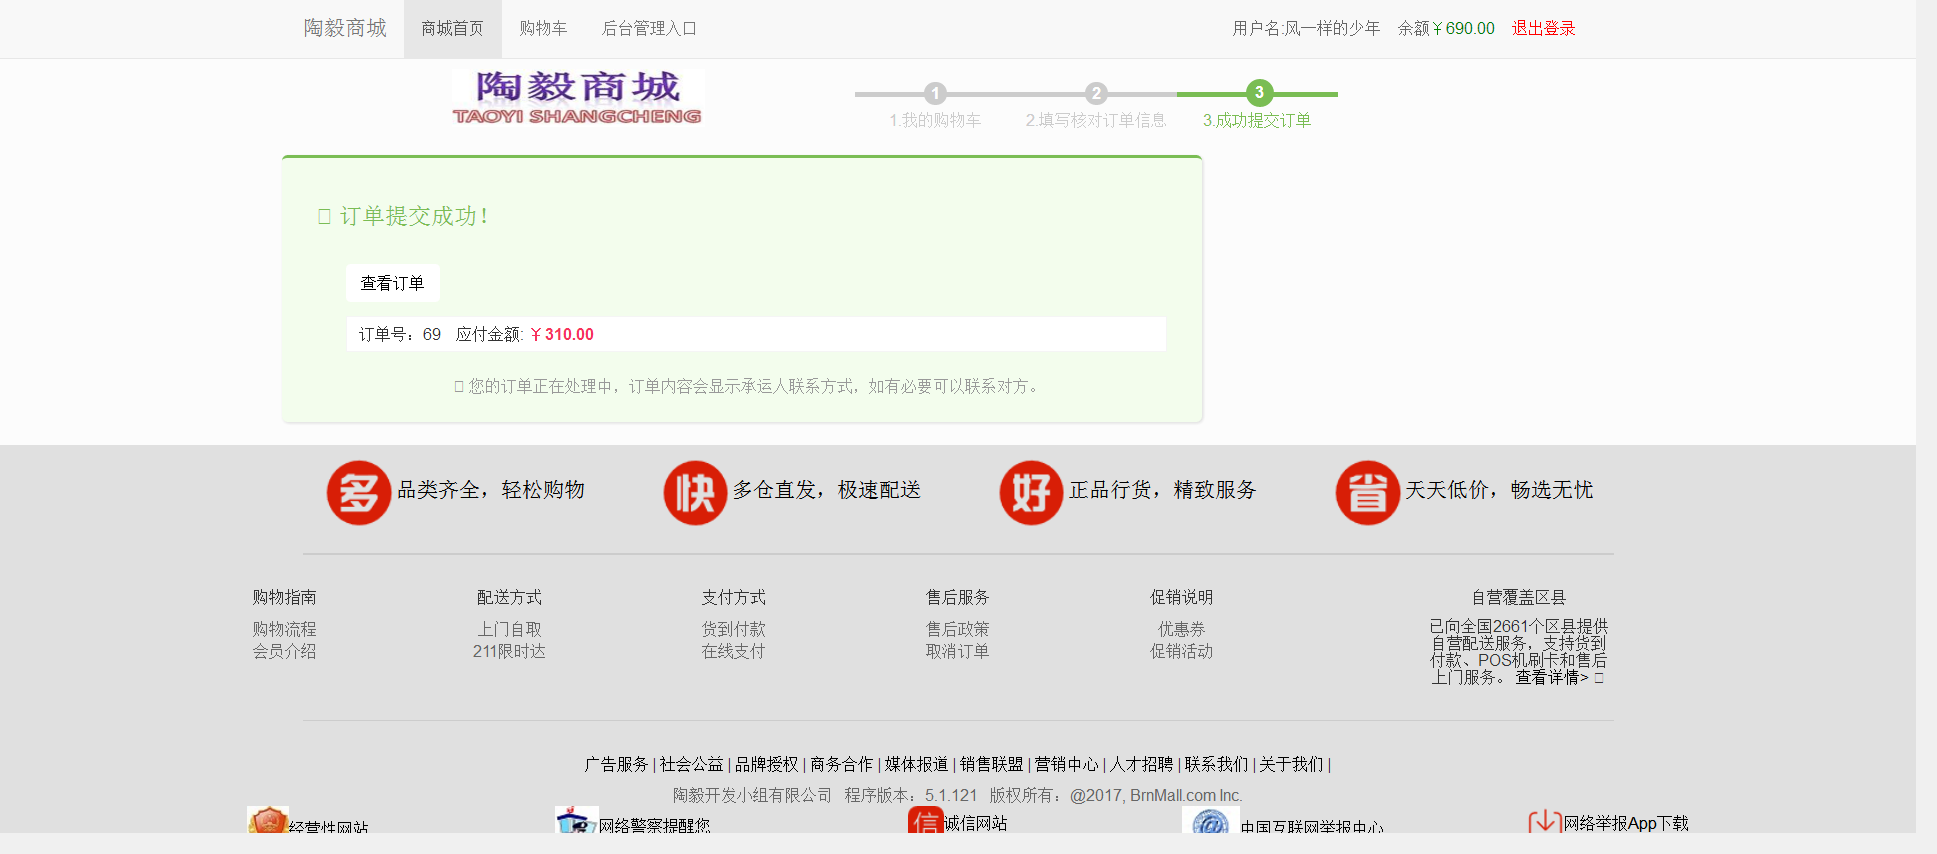 陶毅商城 商城首页 购物车 后台管理入口 用户名:风一样的少年 余额￥690.00 退出登录
陶毅商城
TAOYI SHANGCHENG
1 2 3
1.我的购物车 2.填写核对订单信息 3.成功提交订单
订单提交成功！
查看订单
订单号：69 应付金额: ￥310.00
您的订单正在处理中，订单内容会显示承运人联系方式，如有必要可以联系对方。
多 品类齐全，轻松购物 快 多仓直发，极速配送 好 正品行货，精致服务 省 天天低价，畅选无忧
购物指南 配送方式 支付方式 售后服务 促销说明 自营覆盖区县
购物流程 上门自取 货到付款 售后政策 优惠券 已向全国2661个区县提供
会员介绍 211限时达 在线支付 取消订单 促销活动 自营配送服务，支持货到
付款、POS机刷卡和售后
上门服务。 查看详情>
广告服务 | 社会公益 | 品牌授权 | 商务合作 | 媒体报道 | 销售联盟 | 营销中心 | 人才招聘 | 联系我们 | 关于我们 |
陶毅开发小组有限公司 程序版本：5.1.121 版权所有：@2017, BrnMall.com Inc.
经营性网站 网络警察提醒您 信 诚信网站 中国互联网举报中心 网络举报App下载